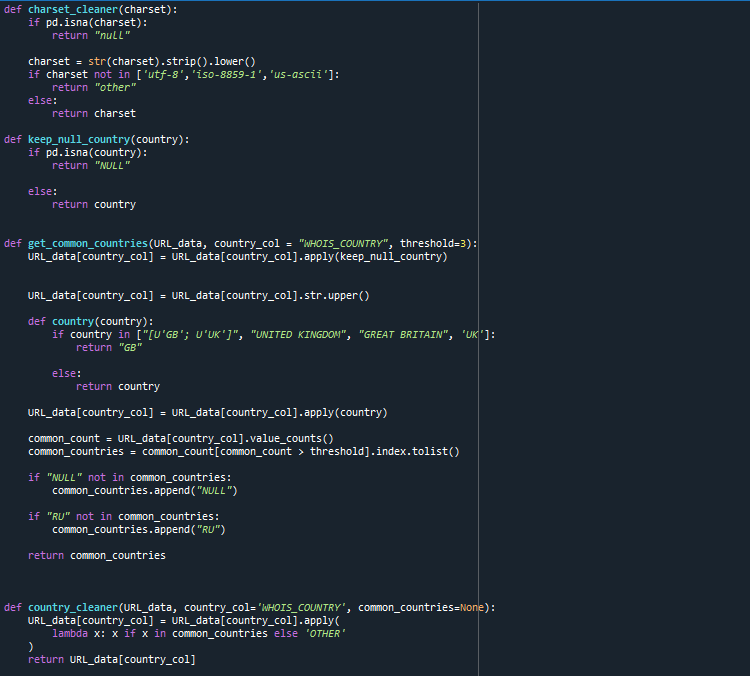 def charset_cleaner(charset):
    if pd.isna(charset):
        return "null"

    charset = str(charset).strip().lower()
    if charset not in ['utf-8','iso-8859-1','us-ascii']:
        return "other"
    else:
        return charset

def keep_null_country(country):
    if pd.isna(country):
        return "NULL"

    else:
        return country


def get_common_countries(URL_data, country_col = "WHOIS_COUNTRY", threshold=3):
    URL_data[country_col] = URL_data[country_col].apply(keep_null_country)


    URL_data[country_col] = URL_data[country_col].str.upper()

    def country(country):
        if country in ["[U'GB'; U'UK']", "UNITED KINGDOM", "GREAT BRITAIN", 'UK']:
            return "GB"

        else:
            return country

    URL_data[country_col] = URL_data[country_col].apply(country)

    common_count = URL_data[country_col].value_counts()
    common_countries = common_count[common_count > threshold].index.tolist()

    if "NULL" not in common_countries:
        common_countries.append("NULL")

    if "RU" not in common_countries:
        common_countries.append("RU")

    return common_countries



def country_cleaner(URL_data, country_col='WHOIS_COUNTRY', common_countries=None):
    URL_data[country_col] = URL_data[country_col].apply(
        lambda x: x if x in common_countries else 'OTHER'
    )
    return URL_data[country_col]